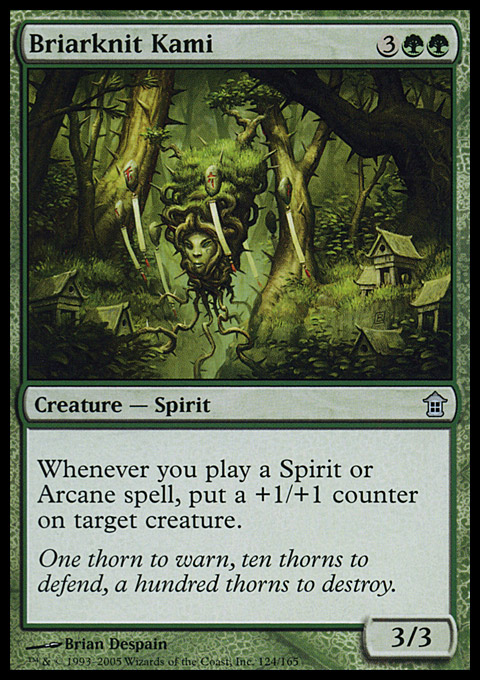 Briarknit Kami 3
Creature — Spirit
Whenever you play a Spirit or
Arcane spell, put a +1/+1 counter
on target creature.
One thorn to warn, ten thorns to
defend, a hundred thorns to destroy.
Brian Despain
3/3
™ & © 1993–2005 Wizards of the Coast, Inc. 124/165